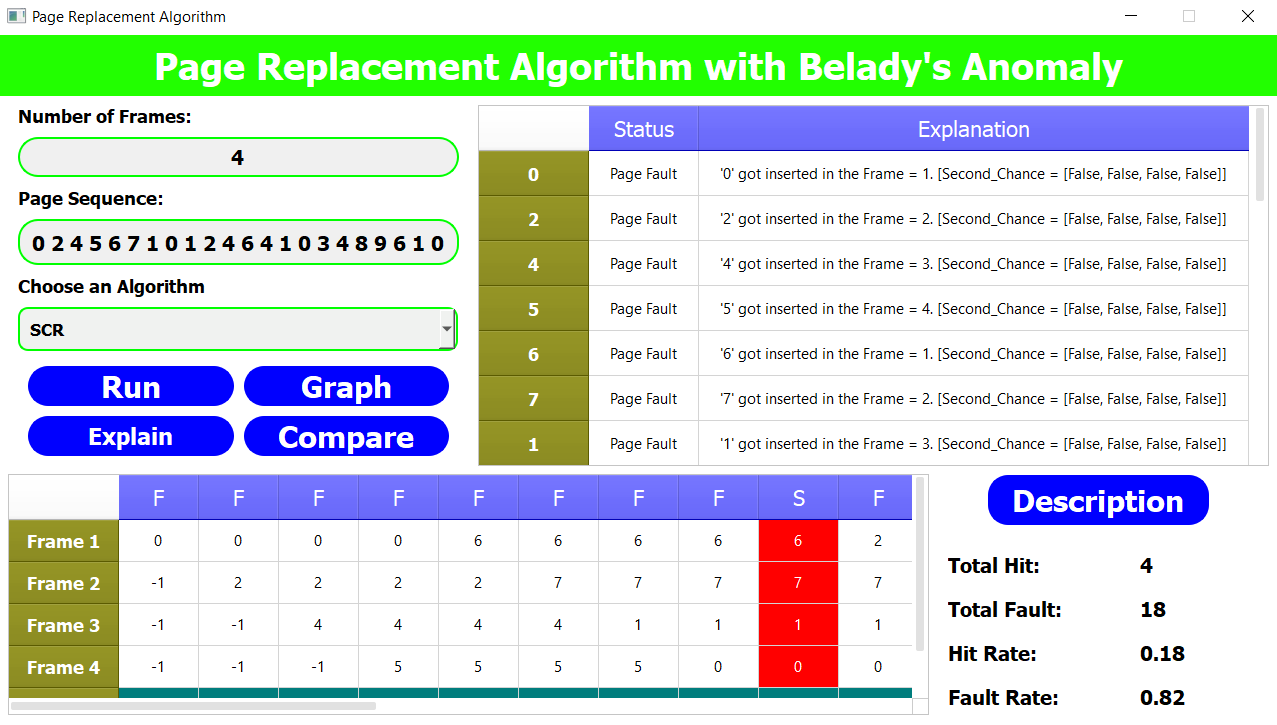 Page Replacement Algorithm
Page Replacement Algorithm with Belady's Anomaly
Number of Frames:
4
Page Sequence:
0 2 4 5 6 7 1 0 1 2 4 6 4 1 0 3 4 8 9 6 1 0
Choose an Algorithm
SCR
Run Graph
Explain Compare
Status Explanation
0 Page Fault '0' got inserted in the Frame = 1. [Second_Chance = [False, False, False, False]]
2 Page Fault '2' got inserted in the Frame = 2. [Second_Chance = [False, False, False, False]]
4 Page Fault '4' got inserted in the Frame = 3. [Second_Chance = [False, False, False, False]]
5 Page Fault '5' got inserted in the Frame = 4. [Second_Chance = [False, False, False, False]]
6 Page Fault '6' got inserted in the Frame = 1. [Second_Chance = [False, False, False, False]]
7 Page Fault '7' got inserted in the Frame = 2. [Second_Chance = [False, False, False, False]]
1 Page Fault '1' got inserted in the Frame = 3. [Second_Chance = [False, False, False, False]]
F F F F F F F F S F
Frame 1 0 0 0 0 6 6 6 6 6 2
Frame 2 -1 2 2 2 2 7 7 7 7 7
Frame 3 -1 -1 4 4 4 4 1 1 1 1
Frame 4 -1 -1 -1 5 5 5 5 0 0 0
Description
Total Hit: 4
Total Fault: 18
Hit Rate: 0.18
Fault Rate: 0.82